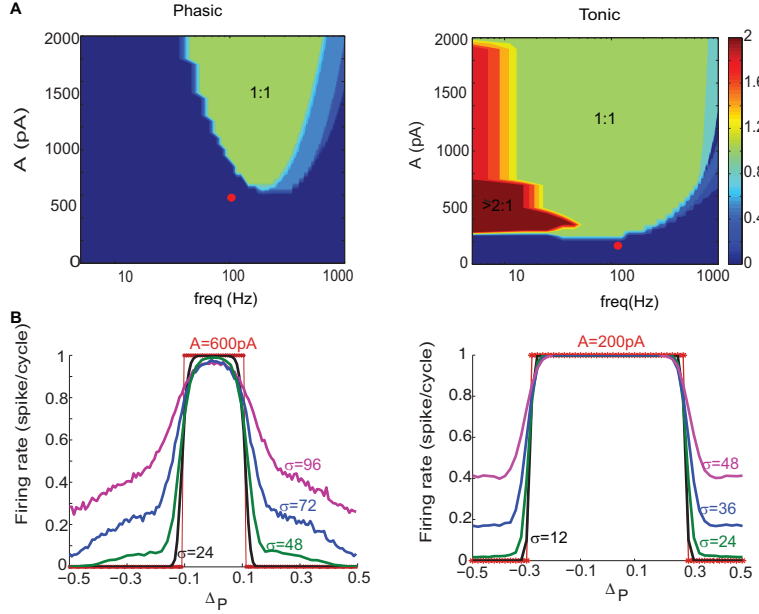 A
Phasic
Tonic
2000
1500
1000
500
0
A (pA)
1:1
10
100
1000
freq (Hz)
2000
1500
1000
500
0
A (pA)
1:1
>2:1
10
100
1000
freq(Hz)
2
1.6
1.2
0.8
0.4
0
B
A=600pA
1
0.8
0.6
0.4
0.2
0
Firing rate (spike/cycle)
σ=96
σ=72
σ=48
σ=24
−0.5
−0.3
−0.1
0.1
0.3
0.5
ΔP
A=200pA
1
0.8
0.6
0.4
0.2
0
Firing rate (spike/cycle)
σ=48
σ=36
σ=24
σ=12
−0.5
−0.3
−0.1
0.1
0.3
0.5
ΔP